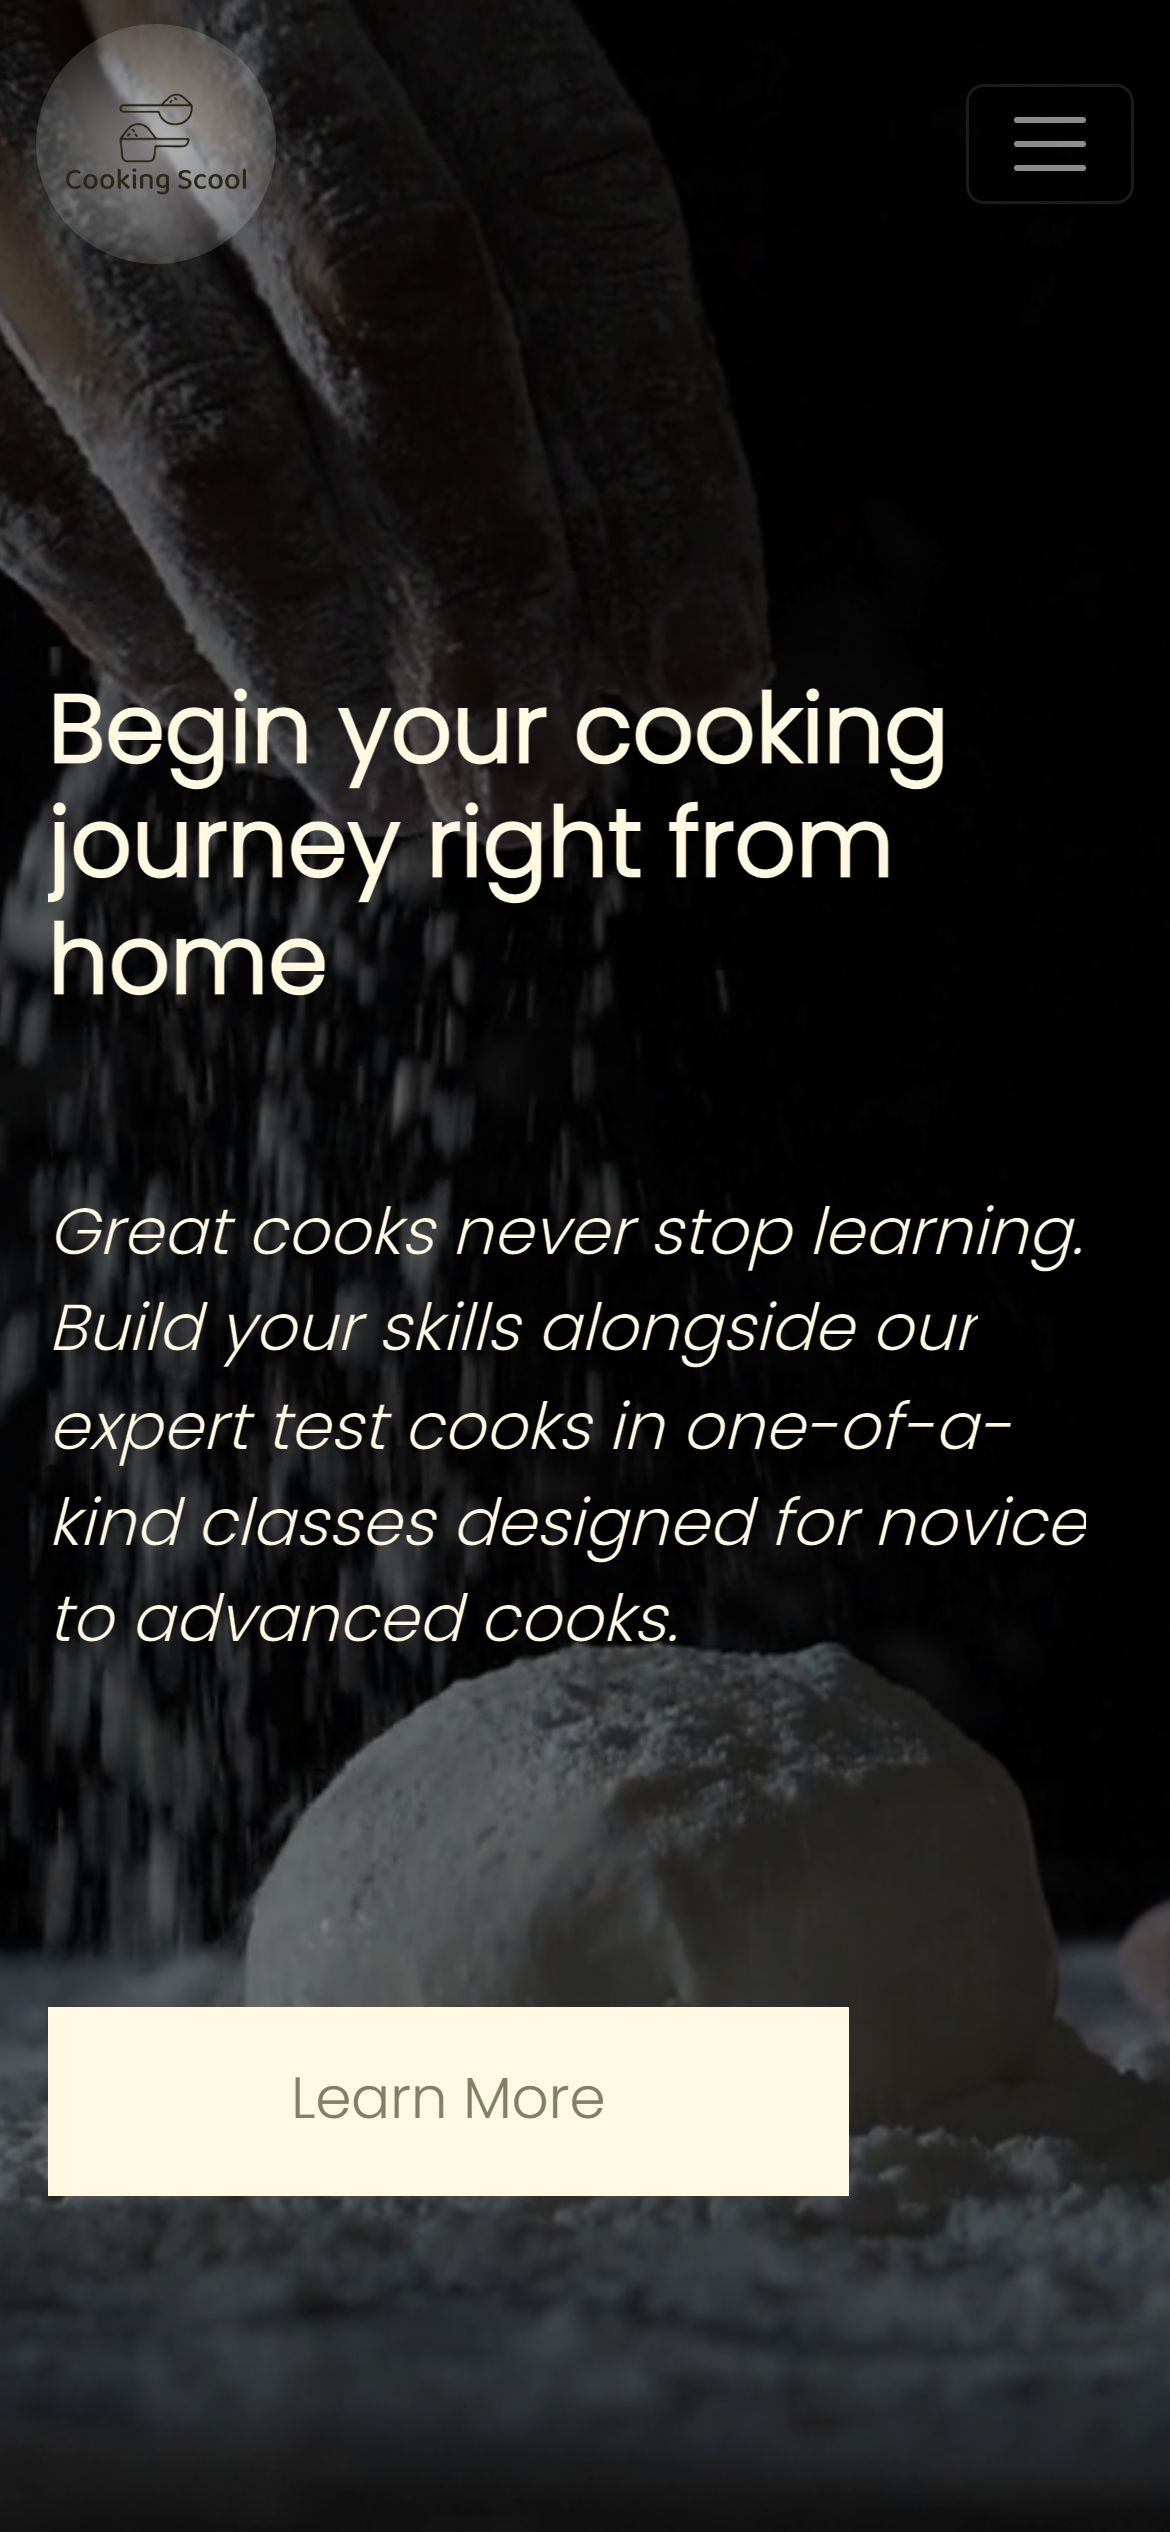 Cooking Scool
Begin your cooking
journey right from
home
Great cooks never stop learning.
Build your skills alongside our
expert test cooks in one-of-a-
kind classes designed for novice
to advanced cooks.
Learn More